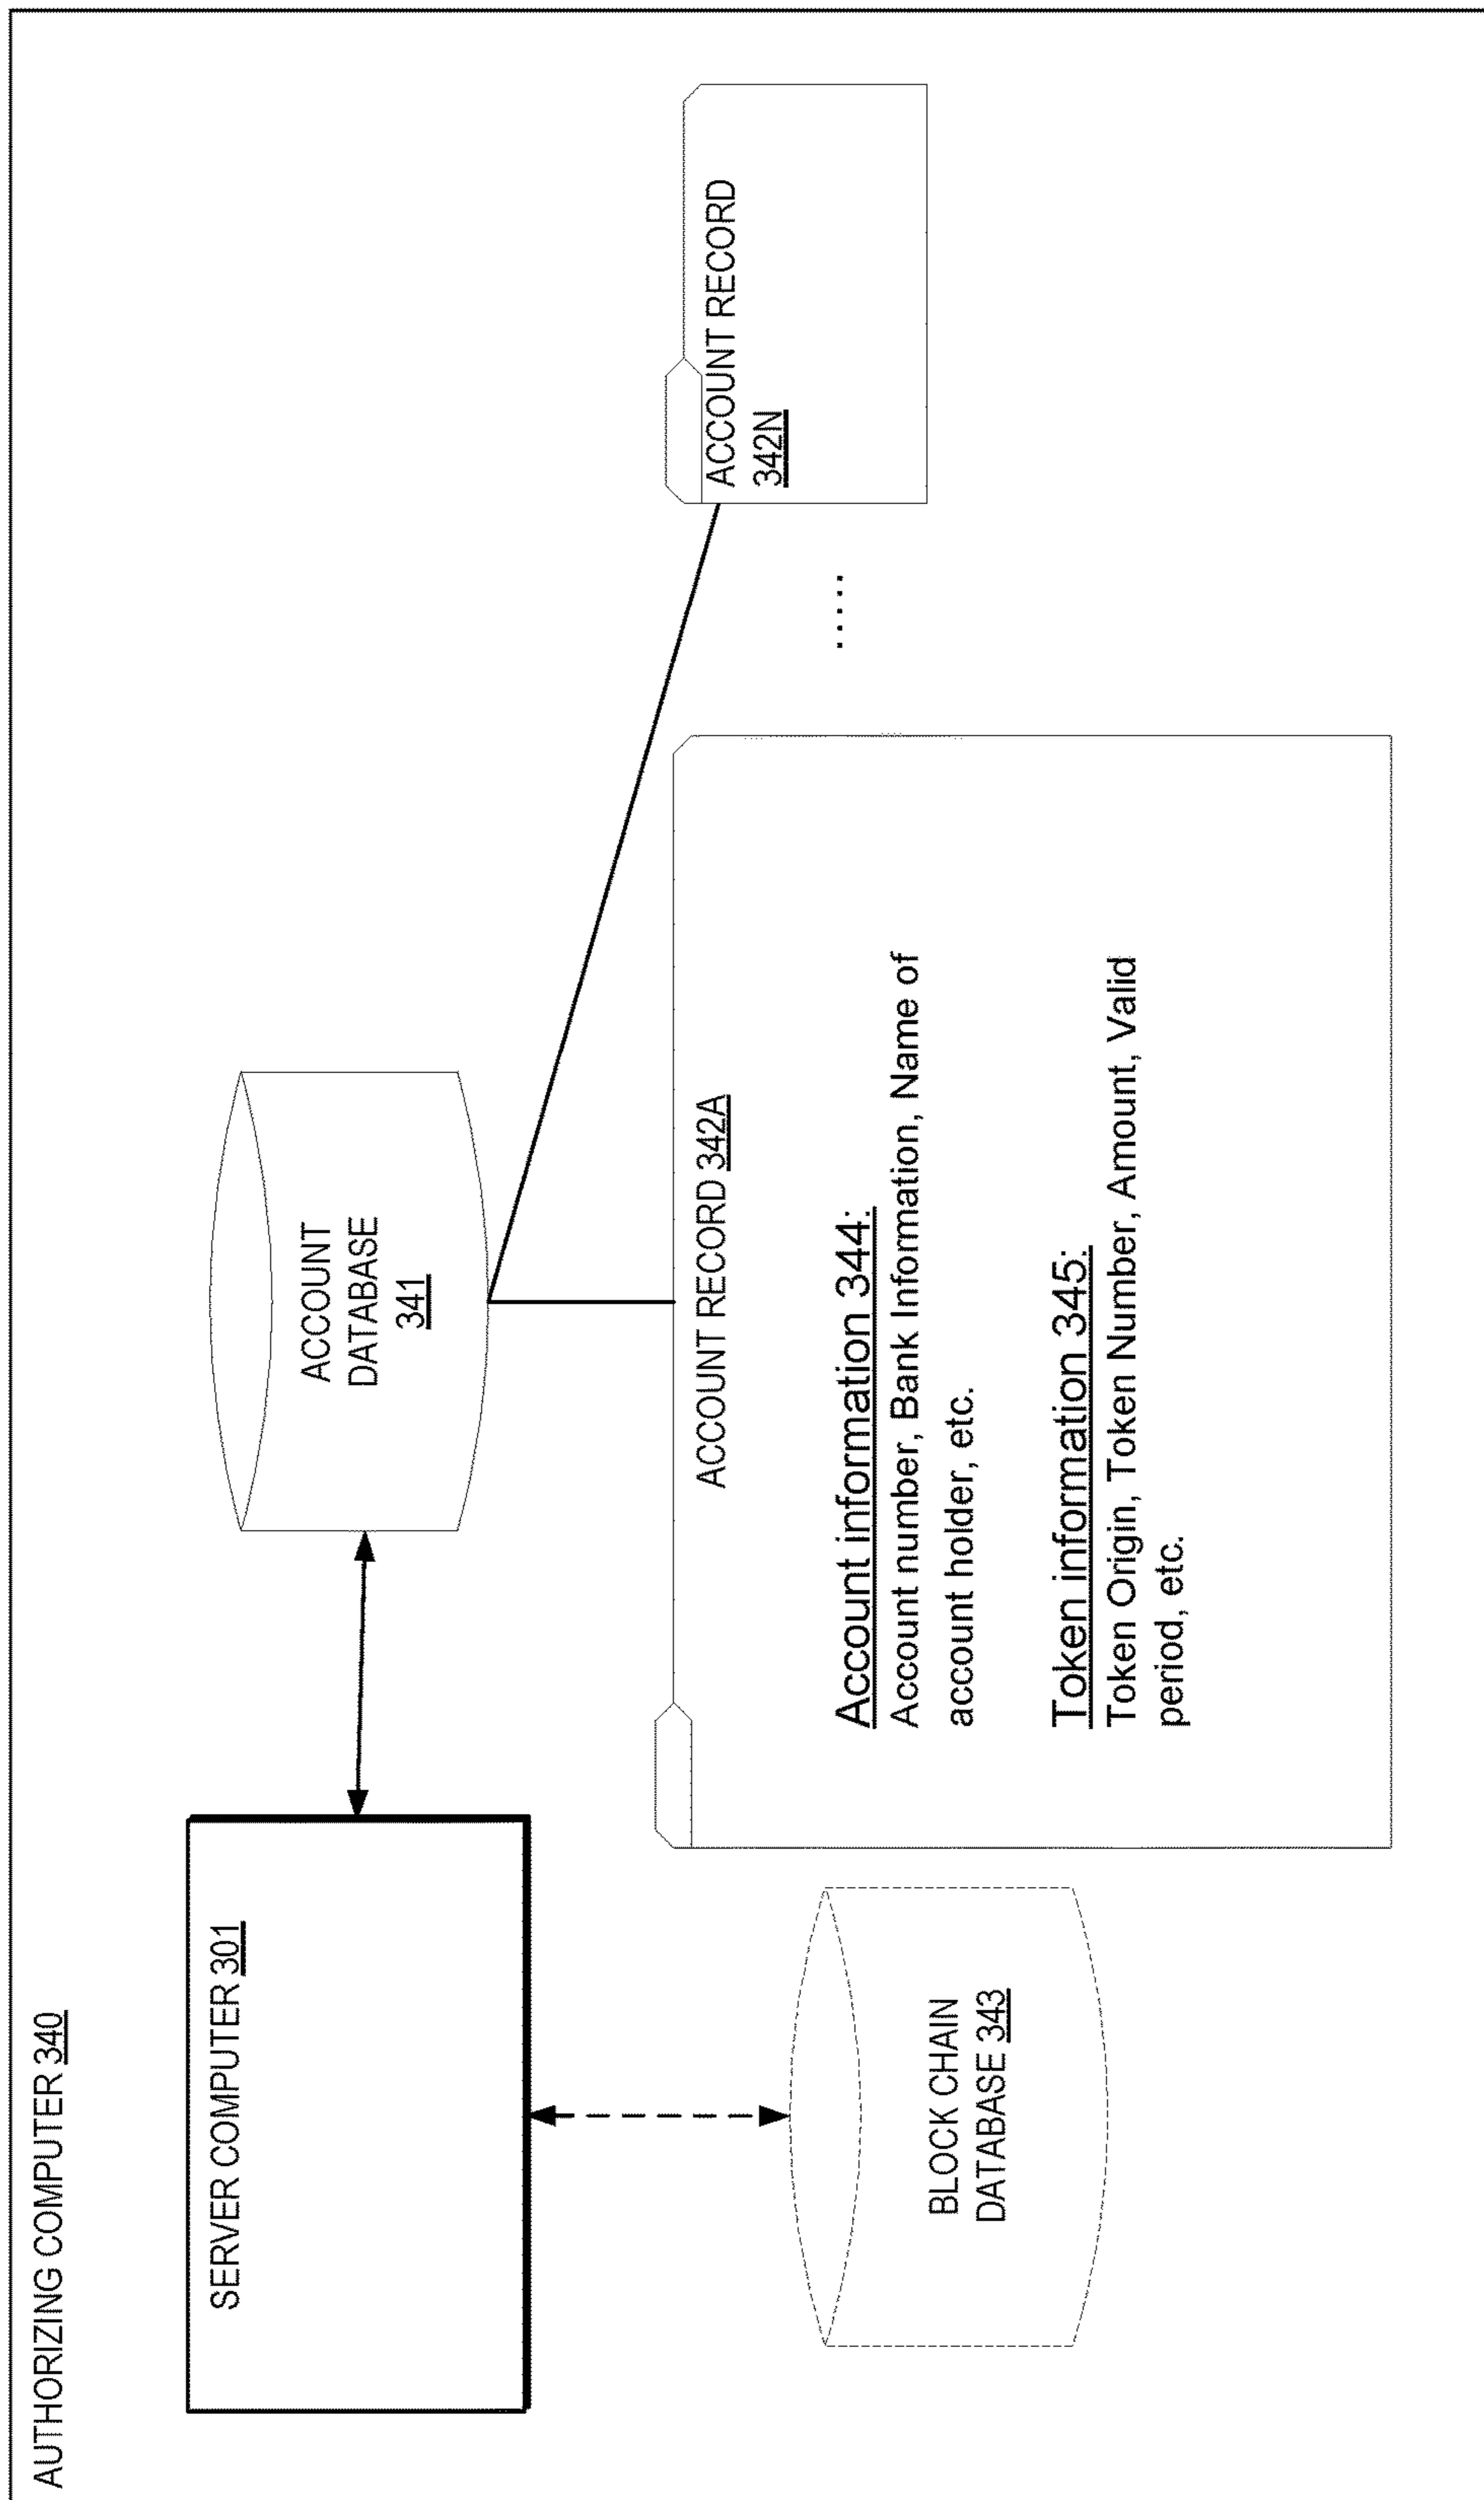 AUTHORIZING COMPUTER 340
SERVER COMPUTER 301
ACCOUNT
DATABASE
341
BLOCK CHAIN
DATABASE 343
ACCOUNT RECORD 342A
Account information 344:
Account number, Bank Information, Name of
account holder, etc.
Token information 345:
Token Origin, Token Number, Amount, Valid
period, etc.
.....
ACCOUNT RECORD
342N